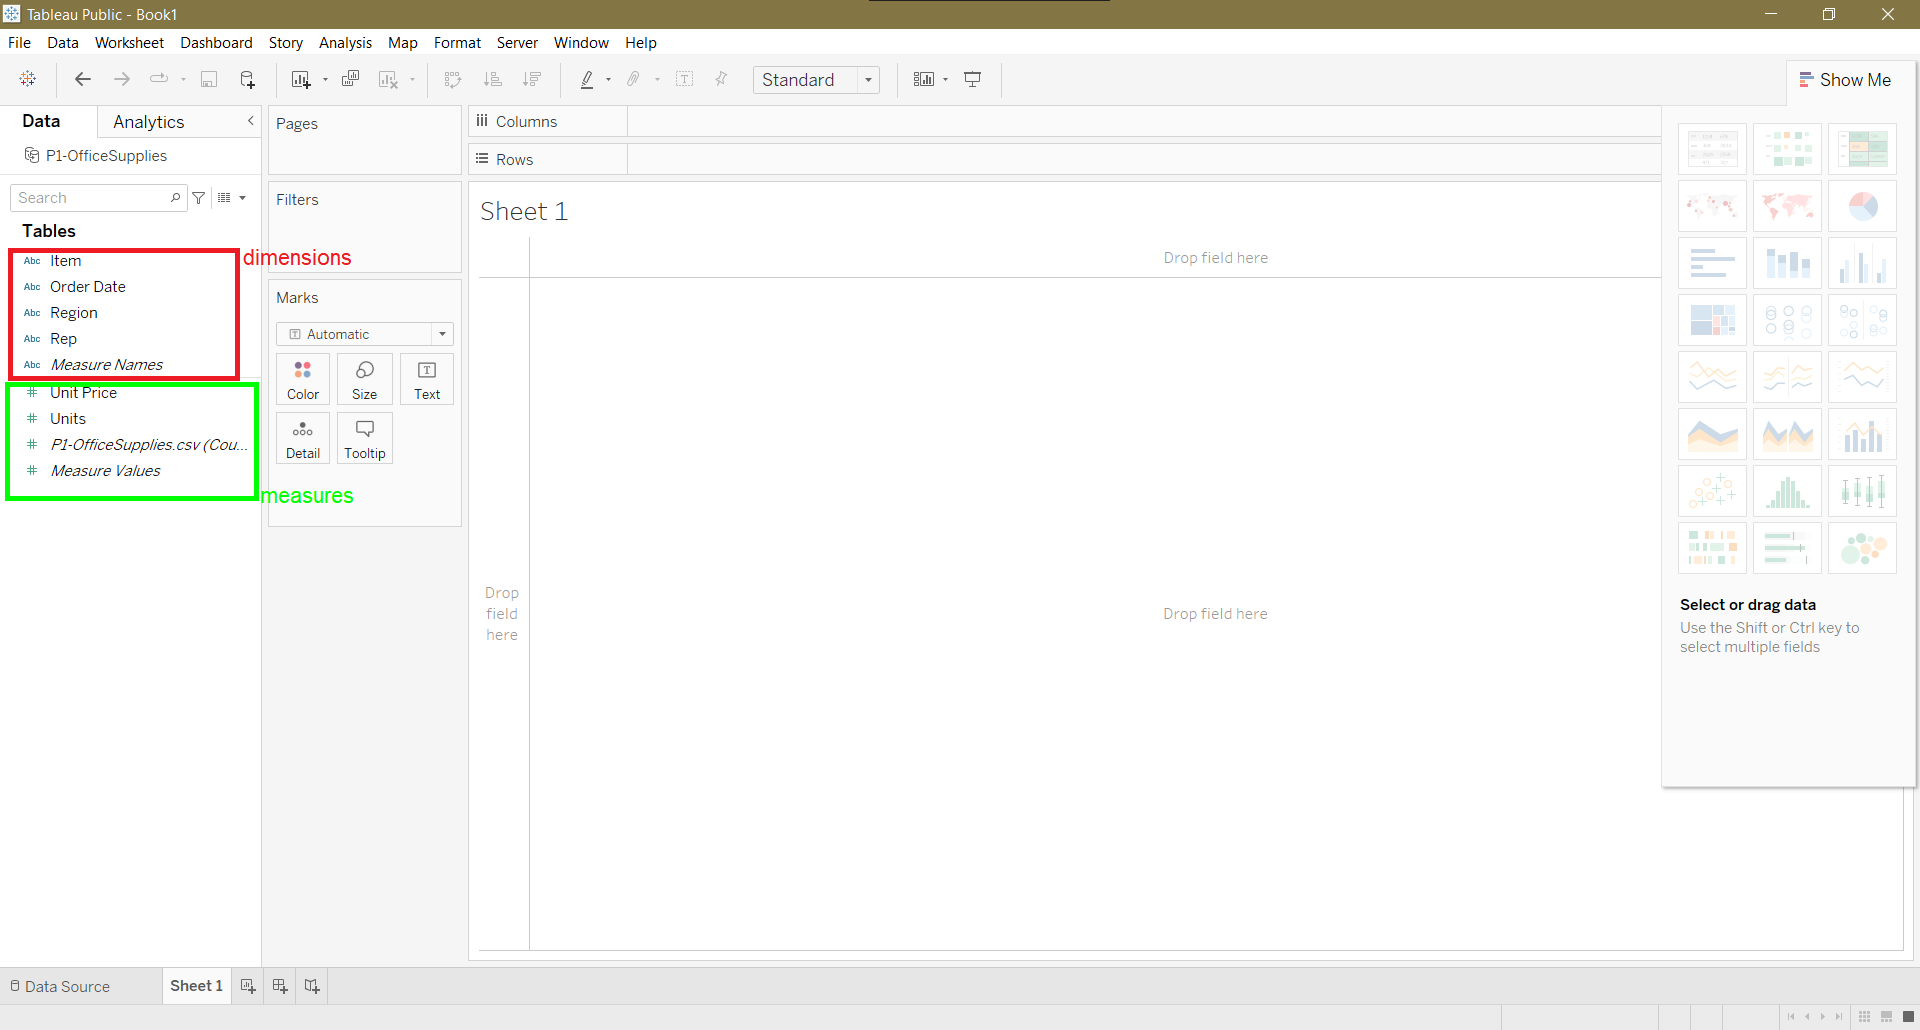 Tableau Public - Book1
File Data Worksheet Dashboard Story Analysis Map Format Server Window Help
Standard
Show Me
Data Analytics
P1-OfficeSupplies
Search
Tables
Abc Item
Abc Order Date
Abc Region
Abc Rep
Abc Measure Names
dimensions
# Unit Price
# Units
# P1-OfficeSupplies.csv (Cou...
# Measure Values
measures
Pages
Filters
Marks
Automatic
Color Size Text
Detail Tooltip
Columns
Rows
Sheet 1
Drop field here
Drop
field
here
Drop field here
Select or drag data
Use the Shift or Ctrl key to
select multiple fields
Data Source Sheet 1